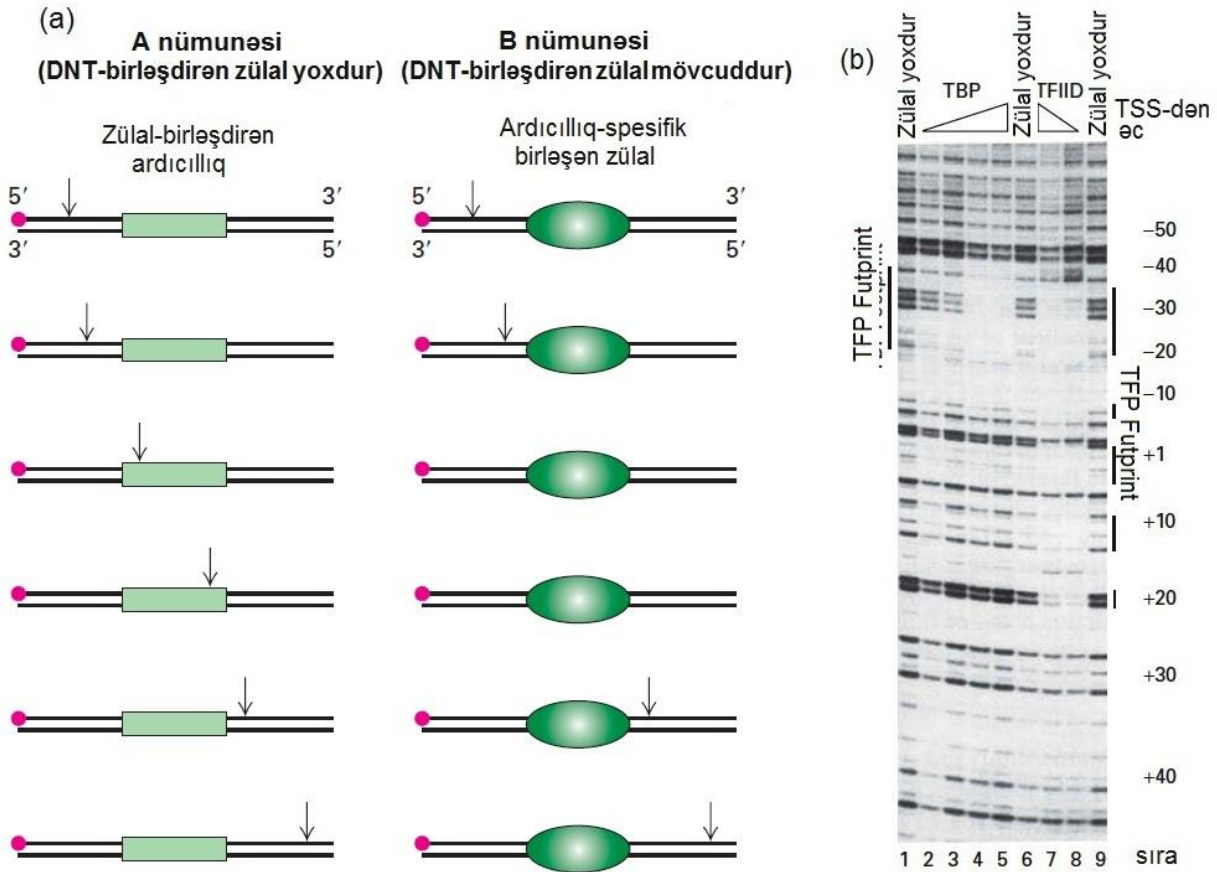 (a)
A nümunəsi
(DNT-birləşdirən zülal yoxdur)
B nümunəsi
(DNT-birləşdirən zülal mövcuddur)
Zülal-birləşdirən
ardıcıllıq
Ardıcıllıq-spesifik
birləşən zülal
5′ 3′
3′ 5′
5′ 3′
3′ 5′
(b)
Zülal yoxdur
TBP
Zülal yoxdur
TFIID
Zülal yoxdur
TSS-dən
əc
TFP Futprint
−50
−40
−30
−20
−10
+1
+10
+20
+30
+40
TFP Futprint
1 2 3 4 5 6 7 8 9 sıra